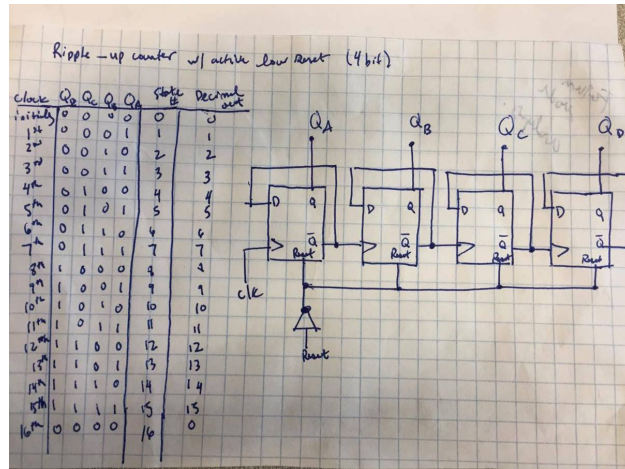 Ripple-up counter w/ active low Reset (4 bit)
clock QD QC QB QA State # Decimal out
initially 0 0 0 0 0 0
1st 0 0 0 1 1 1
2nd 0 0 1 0 2 2
3rd 0 0 1 1 3 3
4th 0 1 0 0 4 4
5th 0 1 0 1 5 5
6th 0 1 1 0 6 6
7th 0 1 1 1 7 7
8th 1 0 0 0 8 8
9th 1 0 0 1 9 9
10th 1 0 1 0 10 10
11th 1 0 1 1 11 11
12th 1 1 0 0 12 12
13th 1 1 0 1 13 13
14th 1 1 1 0 14 14
15th 1 1 1 1 15 15
16th 0 0 0 0 16 0
QA QB QC QD
D Q D Q D Q D Q
Q̅ Q̅ Q̅ Q̅
Reset Reset Reset Reset
clk
Reset